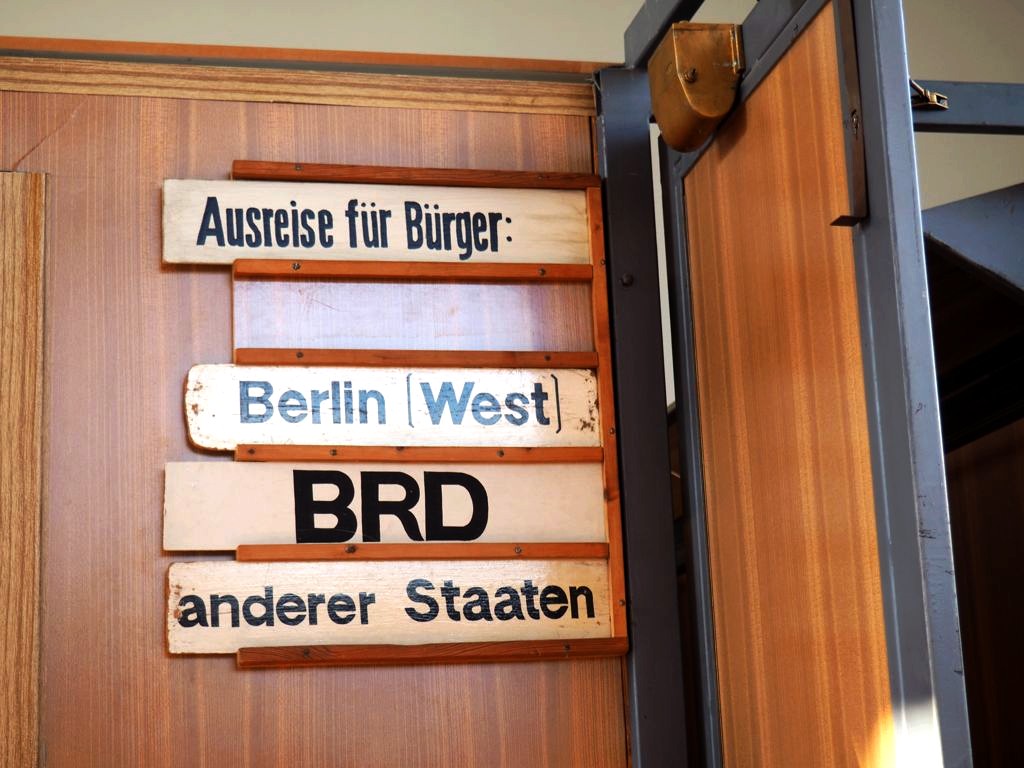 Ausreise für Bürger:
Berlin (West)
BRD
anderer Staaten